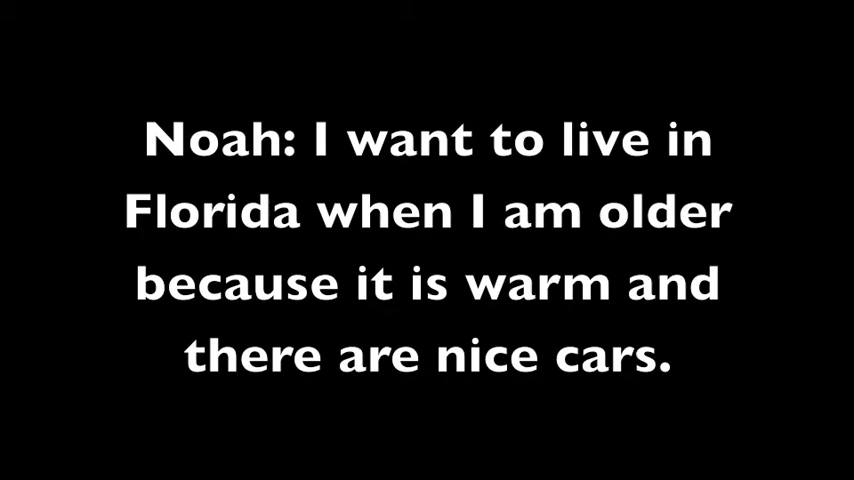 Noah: I want to live in
Florida when I am older
because it is warm and
there are nice cars.